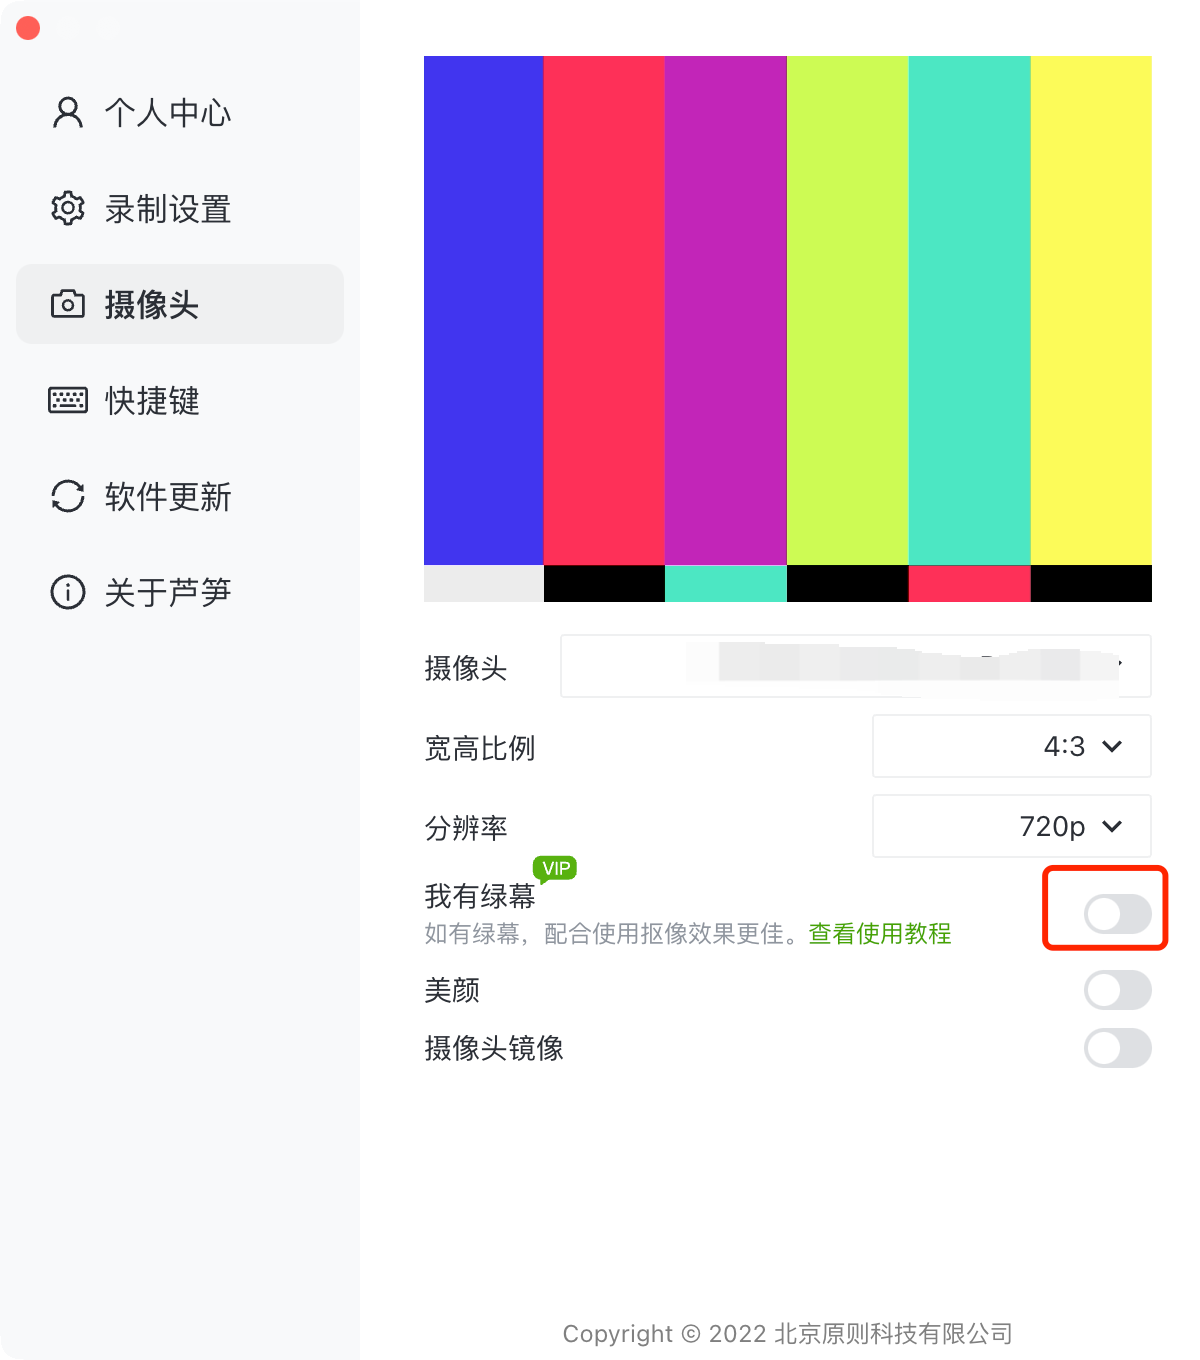 个人中心
录制设置
摄像头
快捷键
软件更新
关于芦笋
摄像头
宽高比例
4:3
分辨率
720p
我有绿幕
VIP
如有绿幕，配合使用抠像效果更佳。查看使用教程
美颜
摄像头镜像
Copyright © 2022 北京原则科技有限公司